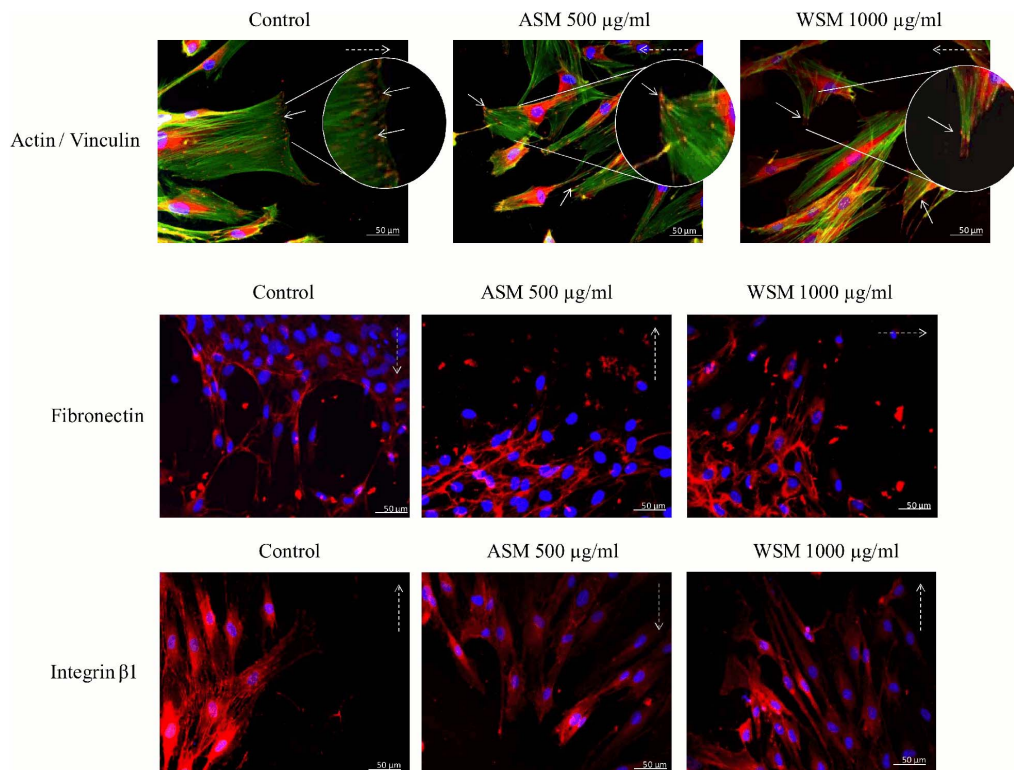 Control
ASM 500 µg/ml
WSM 1000 µg/ml
Actin / Vinculin
50 µm
50 µm
50 µm
Control
ASM 500 µg/ml
WSM 1000 µg/ml
Fibronectin
50 µm
50 µm
50 µm
Control
ASM 500 µg/ml
WSM 1000 µg/ml
Integrin β1
50 µm
50 µm
50 µm